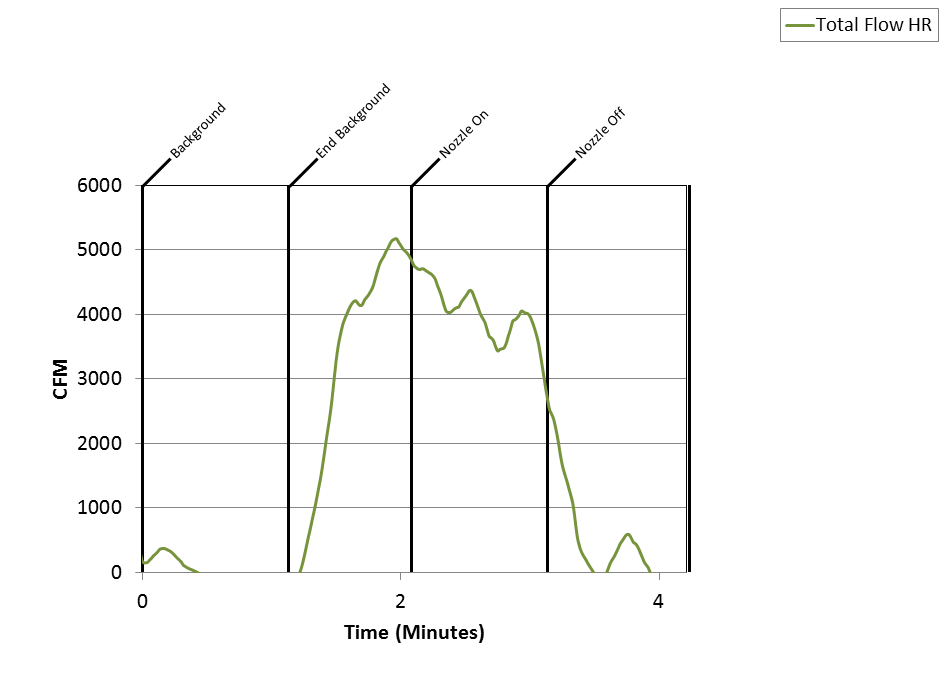 Total Flow HR
Background
End Background
Nozzle On
Nozzle Off
6000
5000
4000
3000
2000
1000
0
CFM
0 2 4
Time (Minutes)